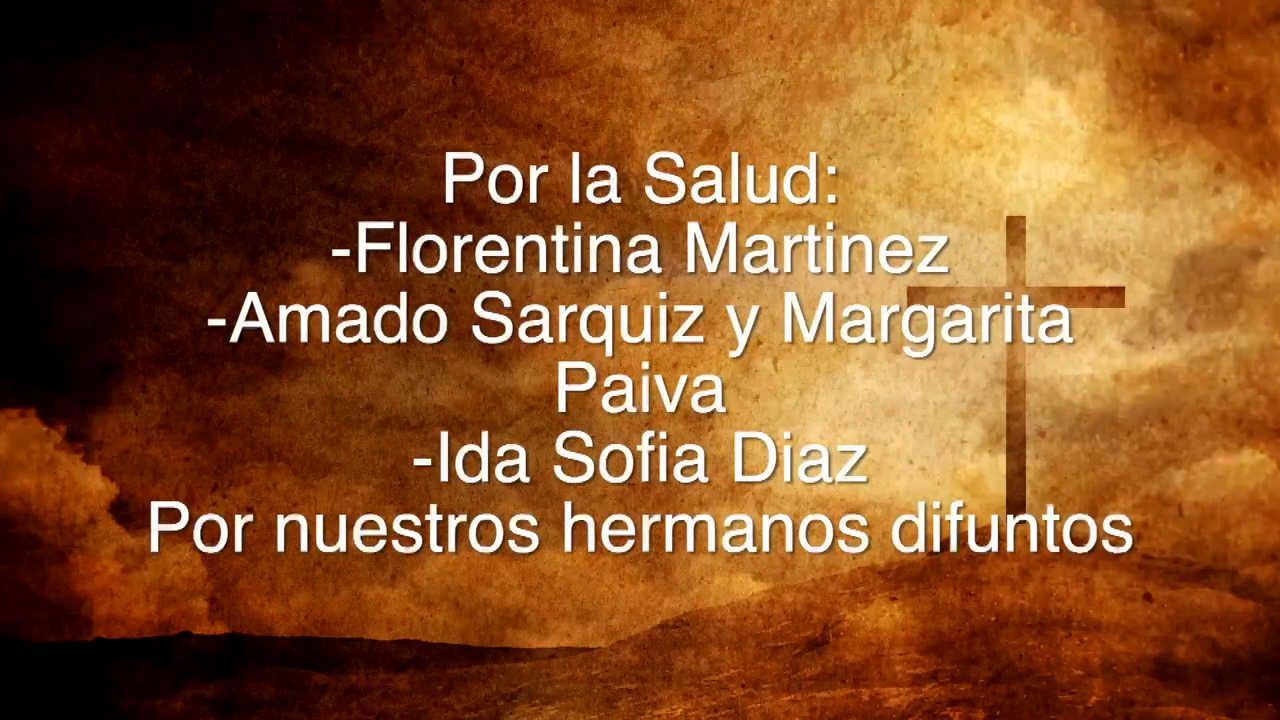 Por la Salud:
-Florentina Martinez
-Amado Sarquiz y Margarita
Paiva
-Ida Sofia Diaz
Por nuestros hermanos difuntos